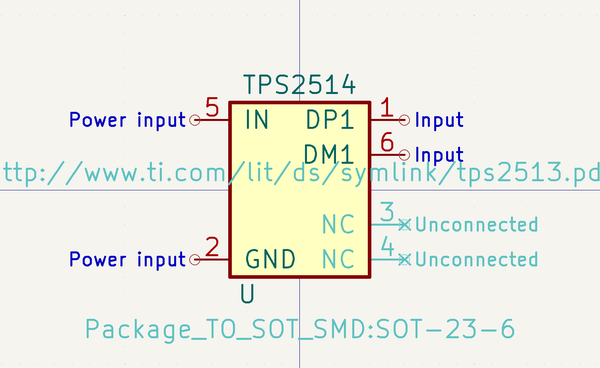 TPS2514
Power input 5 IN DP1 1 Input
DM1 6 Input
ttp://www.ti.com/lit/ds/symlink/tps2513.pd
NC 3 Unconnected
Power input 2 GND NC 4 Unconnected
U
Package_TO_SOT_SMD:SOT-23-6